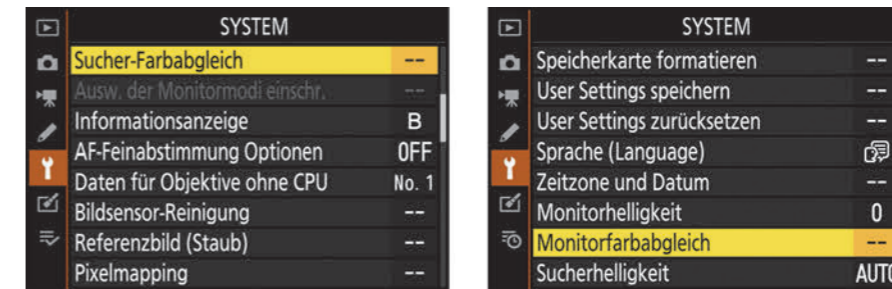 SYSTEM
Sucher-Farbabgleich --
Ausw. der Monitormodi einschr. --
Informationsanzeige B
AF-Feinabstimmung Optionen OFF
Daten für Objektive ohne CPU No. 1
Bildsensor-Reinigung --
Referenzbild (Staub) --
Pixelmapping --
SYSTEM
Speicherkarte formatieren --
User Settings speichern --
User Settings zurücksetzen --
Sprache (Language)
Zeitzone und Datum --
Monitorhelligkeit 0
Monitorfarbabgleich --
Sucherhelligkeit AUTO